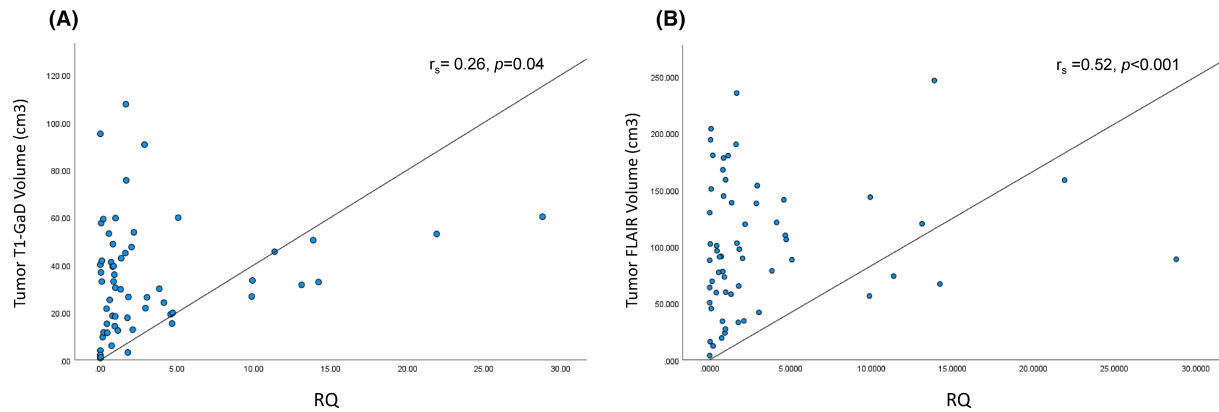 (A)
r_s= 0.26, p=0.04
Tumor T1-GaD Volume (cm3)
120.00
100.00
80.00
60.00
40.00
20.00
.00
.00 5.00 10.00 15.00 20.00 25.00 30.00
RQ
(B)
r_s =0.52, p<0.001
Tumor FLAIR Volume (cm3)
250.000
200.000
150.000
100.000
50.000
.000
.0000 5.0000 10.0000 15.0000 20.0000 25.0000 30.0000
RQ